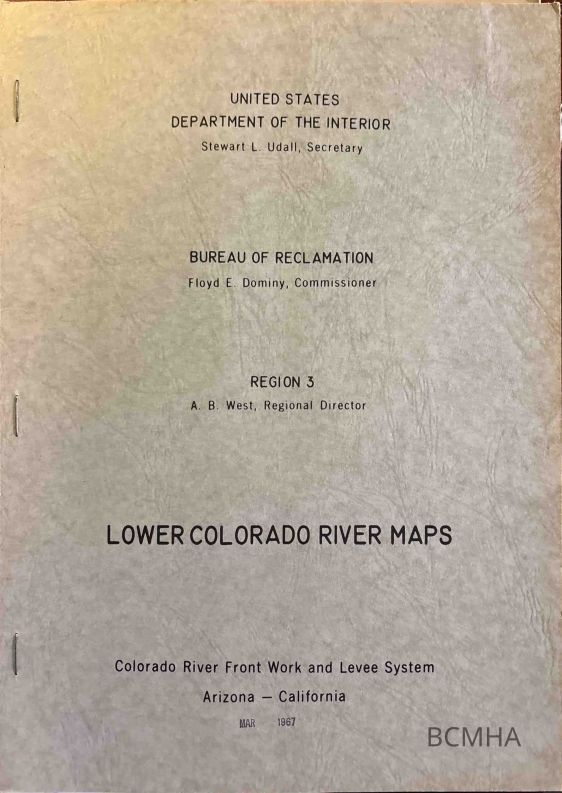 UNITED STATES
DEPARTMENT OF THE INTERIOR
Stewart L. Udall, Secretary
BUREAU OF RECLAMATION
Floyd E. Dominy, Commissioner
REGION 3
A. B. West, Regional Director
LOWER COLORADO RIVER MAPS
Colorado River Front Work and Levee System
Arizona — California
MAR 1967
BCMHA